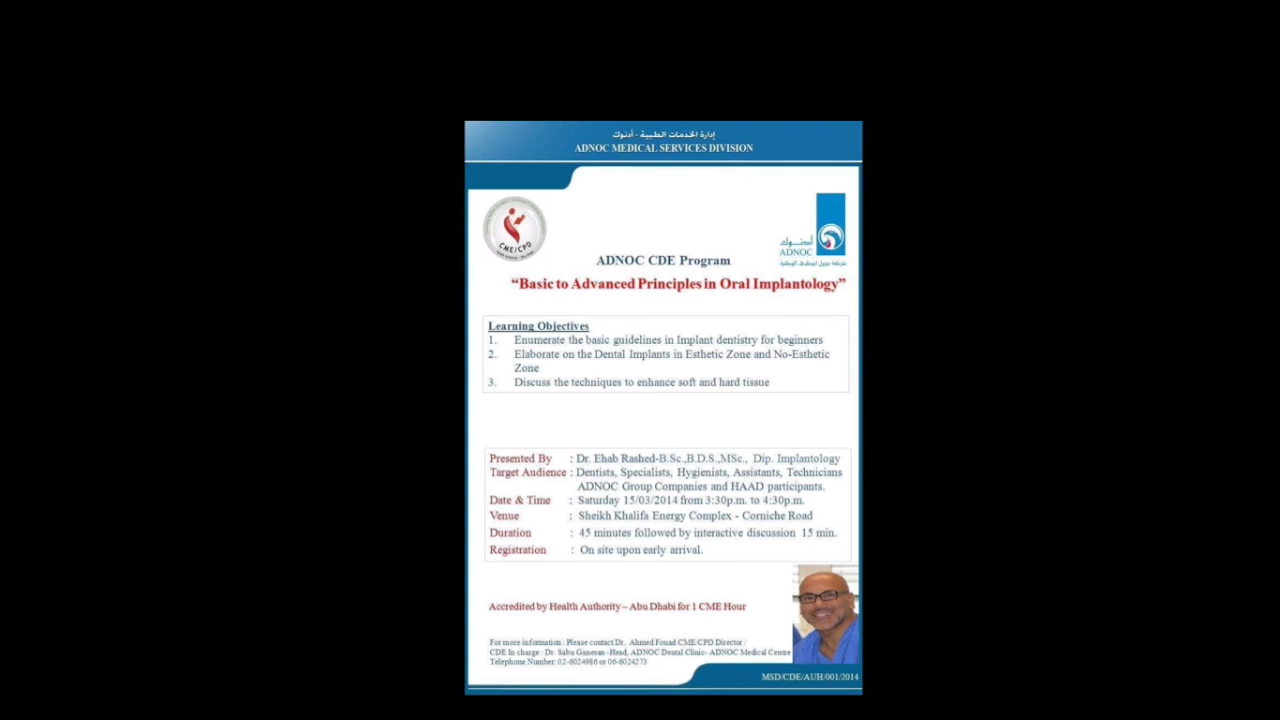 إدارة الخدمات الطبية - أدنوك
ADNOC MEDICAL SERVICES DIVISION
CME/CPD
أدنوك
ADNOC
ADNOC CDE Program
“Basic to Advanced Principles in Oral Implantology”
Learning Objectives
1. Enumerate the basic guidelines in Implant dentistry for beginners
2. Elaborate on the Dental Implants in Esthetic Zone and No-Esthetic
Zone
3. Discuss the techniques to enhance soft and hard tissue
Presented By : Dr. Ehab Rashed-B.Sc.,B.D.S.,MSc., Dip. Implantology
Target Audience : Dentists, Specialists, Hygienists, Assistants, Technicians
ADNOC Group Companies and HAAD participants.
Date & Time : Saturday 15/03/2014 from 3:30p.m. to 4:30p.m.
Venue : Sheikh Khalifa Energy Complex - Corniche Road
Duration : 45 minutes followed by interactive discussion 15 min.
Registration : On site upon early arrival.
Accredited by Health Authority – Abu Dhabi for 1 CME Hour
For more information : Please contact Dr. Ahmed Fouad CME/CPD Director /
CDE In charge : Dr. Sabu Ganesan -Head, ADNOC Dental Clinic- ADNOC Medical Centre
Telephone Number: 02-6024986 or 06-6024273
MSD/CDE/AUH/001/2014